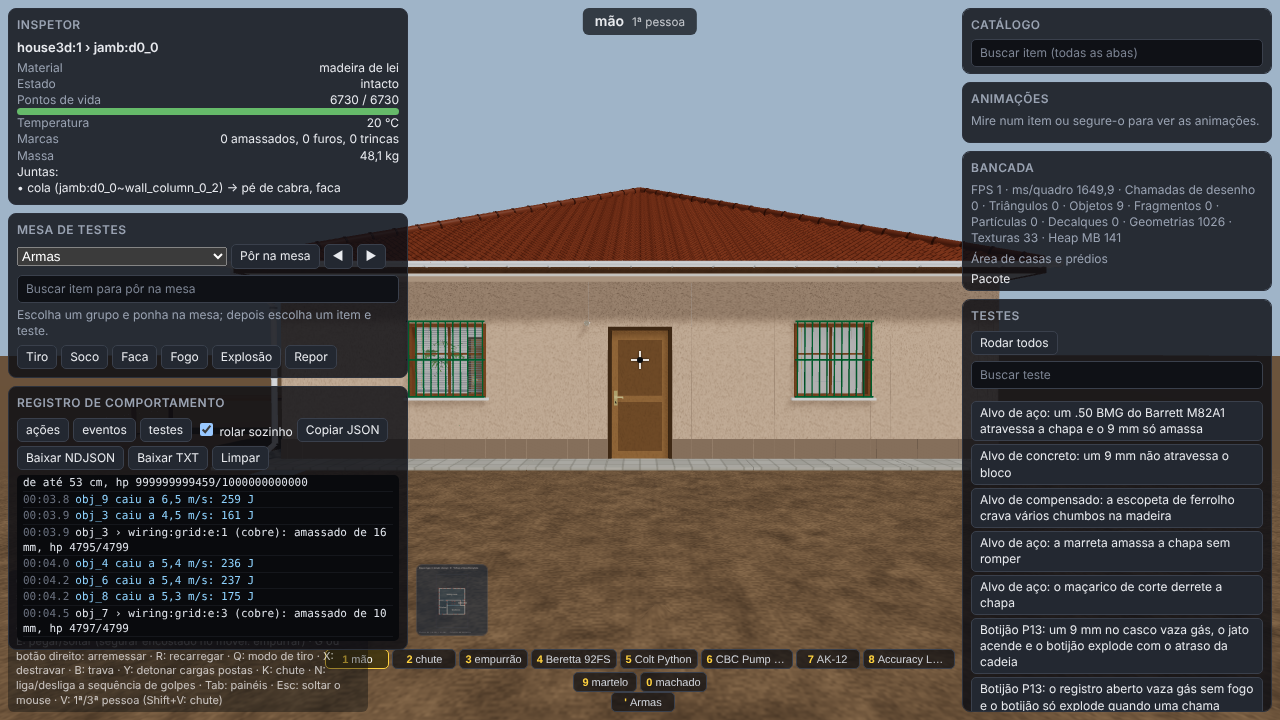 INSPETOR
house3d:1 › jamb:d0_0
Material madeira de lei
Estado intacto
Pontos de vida 6730 / 6730
Temperatura 20 °C
Marcas 0 amassados, 0 furos, 0 trincas
Massa 48,1 kg
Juntas:
• cola (jamb:d0_0~wall_column_0_2) → pé de cabra, faca
MESA DE TESTES
Armas Pôr na mesa ◀ ▶
Buscar item para pôr na mesa
Escolha um grupo e ponha na mesa; depois escolha um item e
teste.
Tiro Soco Faca Fogo Explosão Repor
REGISTRO DE COMPORTAMENTO
ações eventos testes rolar sozinho Copiar JSON
Baixar NDJSON Baixar TXT Limpar
de até 53 cm, hp 999999999459/1000000000000
00:03.8 obj_9 caiu a 6,5 m/s: 259 J
00:03.9 obj_3 caiu a 4,5 m/s: 161 J
00:03.9 obj_3 › wiring:grid:e:1 (cobre): amassado de 16
mm, hp 4795/4799
00:04.0 obj_4 caiu a 5,4 m/s: 236 J
00:04.2 obj_6 caiu a 5,4 m/s: 237 J
00:04.2 obj_8 caiu a 5,3 m/s: 175 J
00:04.5 obj_7 › wiring:grid:e:3 (cobre): amassado de 10
mm, hp 4797/4799
botão direito: arremessar · R: recarregar · Q: modo de tiro · X:
destravar · B: trava · Y: detonar cargas postas · K: chute · N:
liga/desliga a sequência de golpes · Tab: painéis · Esc: soltar o
mouse · V: 1ª/3ª pessoa (Shift+V: chute)
mão 1ª pessoa
1 mão 2 chute 3 empurrão 4 Beretta 92FS 5 Colt Python 6 CBC Pump ... 7 AK-12 8 Accuracy L...
9 martelo 0 machado
' Armas
CATÁLOGO
Buscar item (todas as abas)
ANIMAÇÕES
Mire num item ou segure-o para ver as animações.
BANCADA
FPS 1 · ms/quadro 1649,9 · Chamadas de desenho
0 · Triângulos 0 · Objetos 9 · Fragmentos 0 ·
Partículas 0 · Decalques 0 · Geometrias 1026 ·
Texturas 33 · Heap MB 141
Área de casas e prédios
Pacote
TESTES
Rodar todos
Buscar teste
Alvo de aço: um .50 BMG do Barrett M82A1
atravessa a chapa e o 9 mm só amassa
Alvo de concreto: um 9 mm não atravessa o
bloco
Alvo de compensado: a escopeta de ferrolho
crava vários chumbos na madeira
Alvo de aço: a marreta amassa a chapa sem
romper
Alvo de aço: o maçarico de corte derrete a
chapa
Botijão P13: um 9 mm no casco vaza gás, o jato
acende e o botijão explode com o atraso da
cadeia
Botijão P13: o registro aberto vaza gás sem fogo
e o botijão só explode quando uma chama